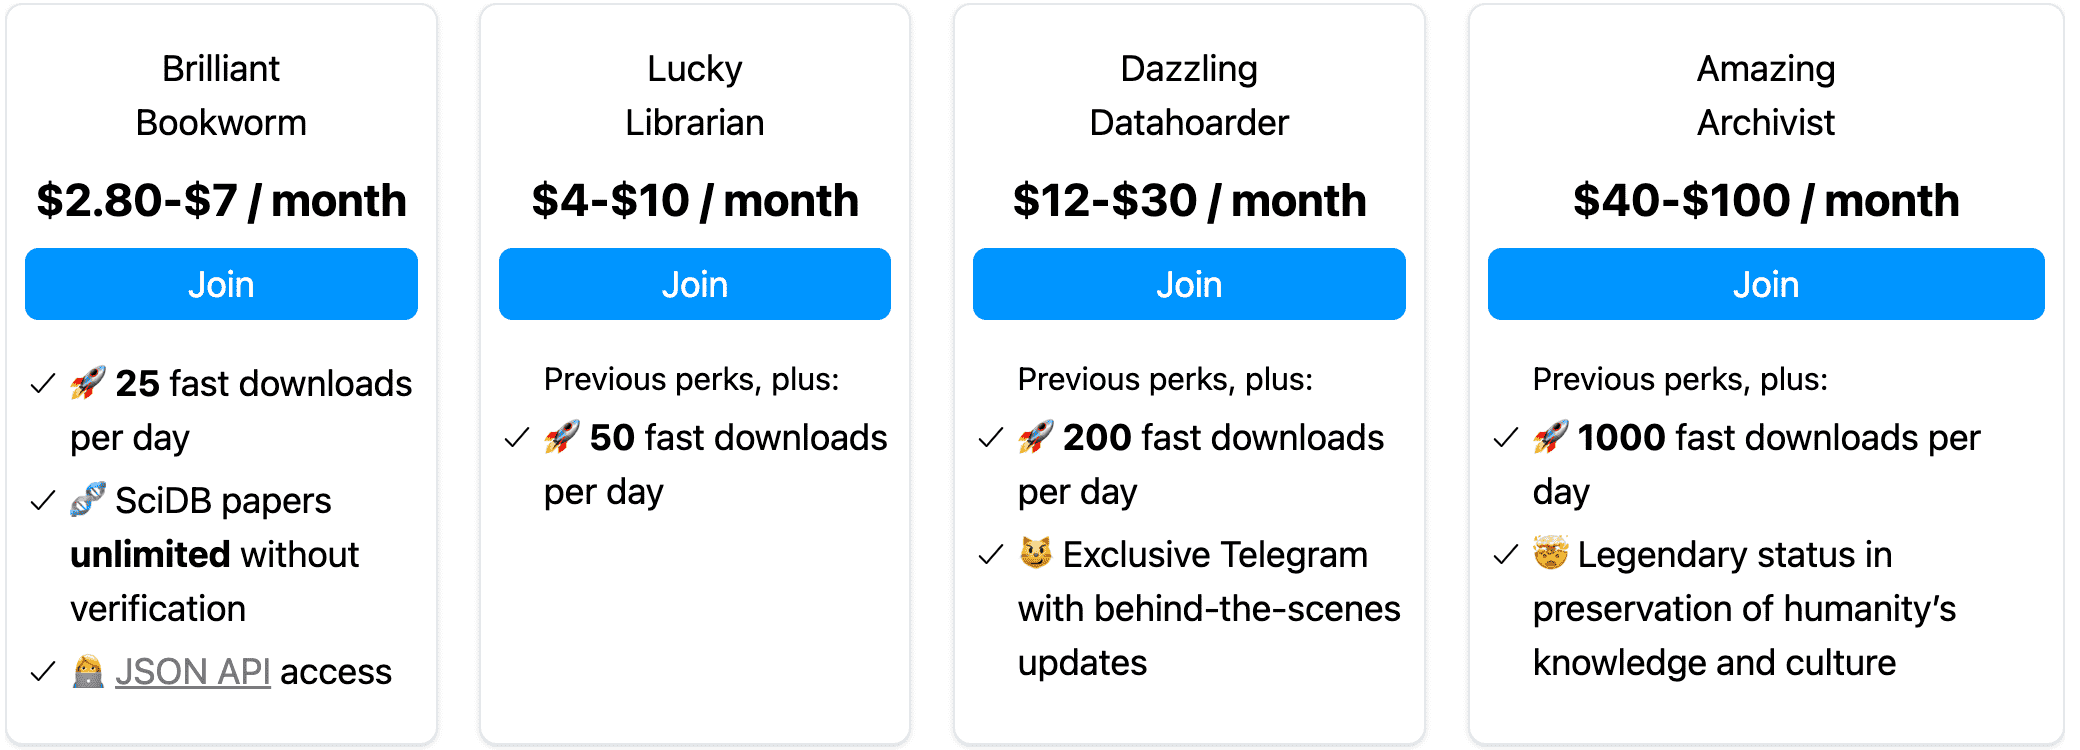 Brilliant
Bookworm
$2.80-$7 / month
Join
🚀 25 fast downloads
per day
🧬 SciDB papers
unlimited without
verification
👩‍💻 JSON API access
Lucky
Librarian
$4-$10 / month
Join
Previous perks, plus:
🚀 50 fast downloads
per day
Dazzling
Datahoarder
$12-$30 / month
Join
Previous perks, plus:
🚀 200 fast downloads
per day
😼 Exclusive Telegram
with behind-the-scenes
updates
Amazing
Archivist
$40-$100 / month
Join
Previous perks, plus:
🚀 1000 fast downloads per
day
🤯 Legendary status in
preservation of humanity’s
knowledge and culture